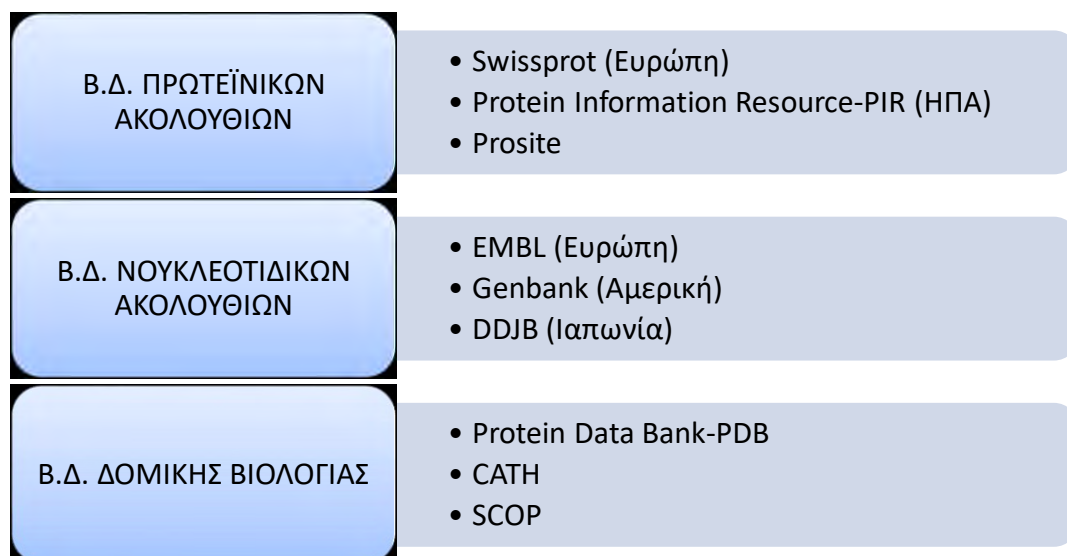 Β.Δ. ΠΡΩΤΕΪΝΙΚΩΝ
ΑΚΟΛΟΥΘΙΩΝ
• Swissprot (Ευρώπη)
• Protein Information Resource-PIR (ΗΠΑ)
• Prosite
Β.Δ. ΝΟΥΚΛΕΟΤΙΔΙΚΩΝ
ΑΚΟΛΟΥΘΙΩΝ
• EMBL (Ευρώπη)
• Genbank (Αμερική)
• DDJB (Ιαπωνία)
Β.Δ. ΔΟΜΙΚΗΣ ΒΙΟΛΟΓΙΑΣ
• Protein Data Bank-PDB
• CATH
• SCOP